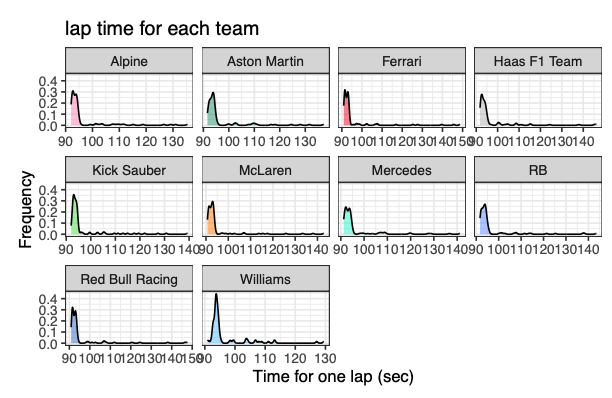 lap time for each team
Alpine
Aston Martin
Ferrari
Haas F1 Team
0.4
0.3
0.2
0.1
0.0
90 100 110 120 130
90 100 110 120 130
90 100 110 120 130 140 150
90 100 110 120 130 140
Kick Sauber
McLaren
Mercedes
RB
0.4
0.3
0.2
0.1
0.0
90 100 110 120 130 140
90 100 110 120 130 140
90 100 110 120 130 140
90 100 110 120 130 140
Red Bull Racing
Williams
0.4
0.3
0.2
0.1
0.0
90 100 110 120 130 140 150
90 100 110 120 130
Frequency
Time for one lap (sec)